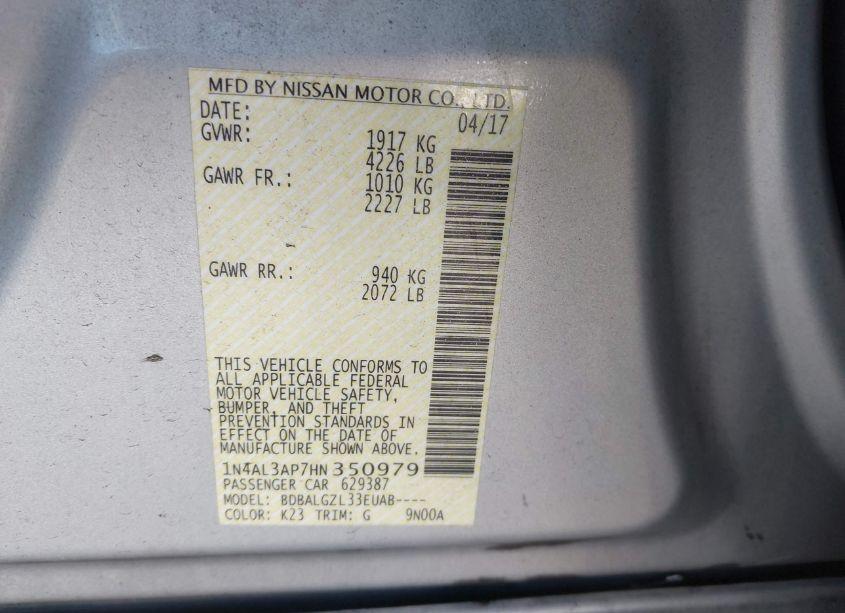 MFD BY NISSAN MOTOR CO., LTD.
DATE: 04/17
GVWR: 1917 KG
4226 LB
GAWR FR.: 1010 KG
2227 LB
GAWR RR.: 940 KG
2072 LB
THIS VEHICLE CONFORMS TO
ALL APPLICABLE FEDERAL
MOTOR VEHICLE SAFETY,
BUMPER, AND THEFT
PREVENTION STANDARDS IN
EFFECT ON THE DATE OF
MANUFACTURE SHOWN ABOVE.
1N4AL3AP7HN350979
PASSENGER CAR 629387
MODEL: BDBALGZL33EUAB----
COLOR: K23 TRIM: G 9N00A